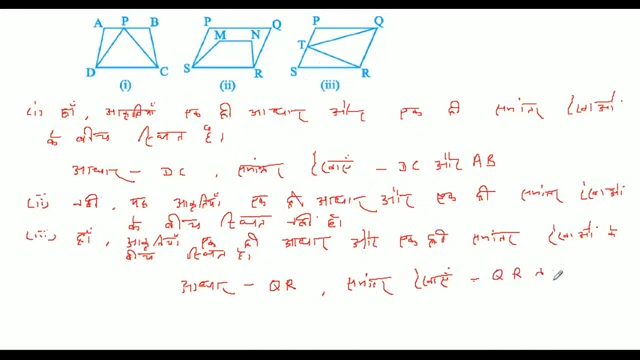 A P B
D C
(i)
P Q
M N
S R
(ii)
P Q
T
S R
(iii)
(i) हाँ, आकृतियाँ एक ही आधार और एक ही समांतर रेखाओं
के बीच स्थित है।
आधार - DC, समांतर रेखाएं - DC और AB
(ii) नहीं, यह आकृतियाँ एक ही आधार और एक ही समांतर रेखाओं
के बीच स्थित नहीं है।
(iii) हाँ, आकृतियाँ एक ही आधार और एक ही समांतर रेखाओं के
बीच स्थित है।
आधार - QR, समांतर रेखाएं - QR